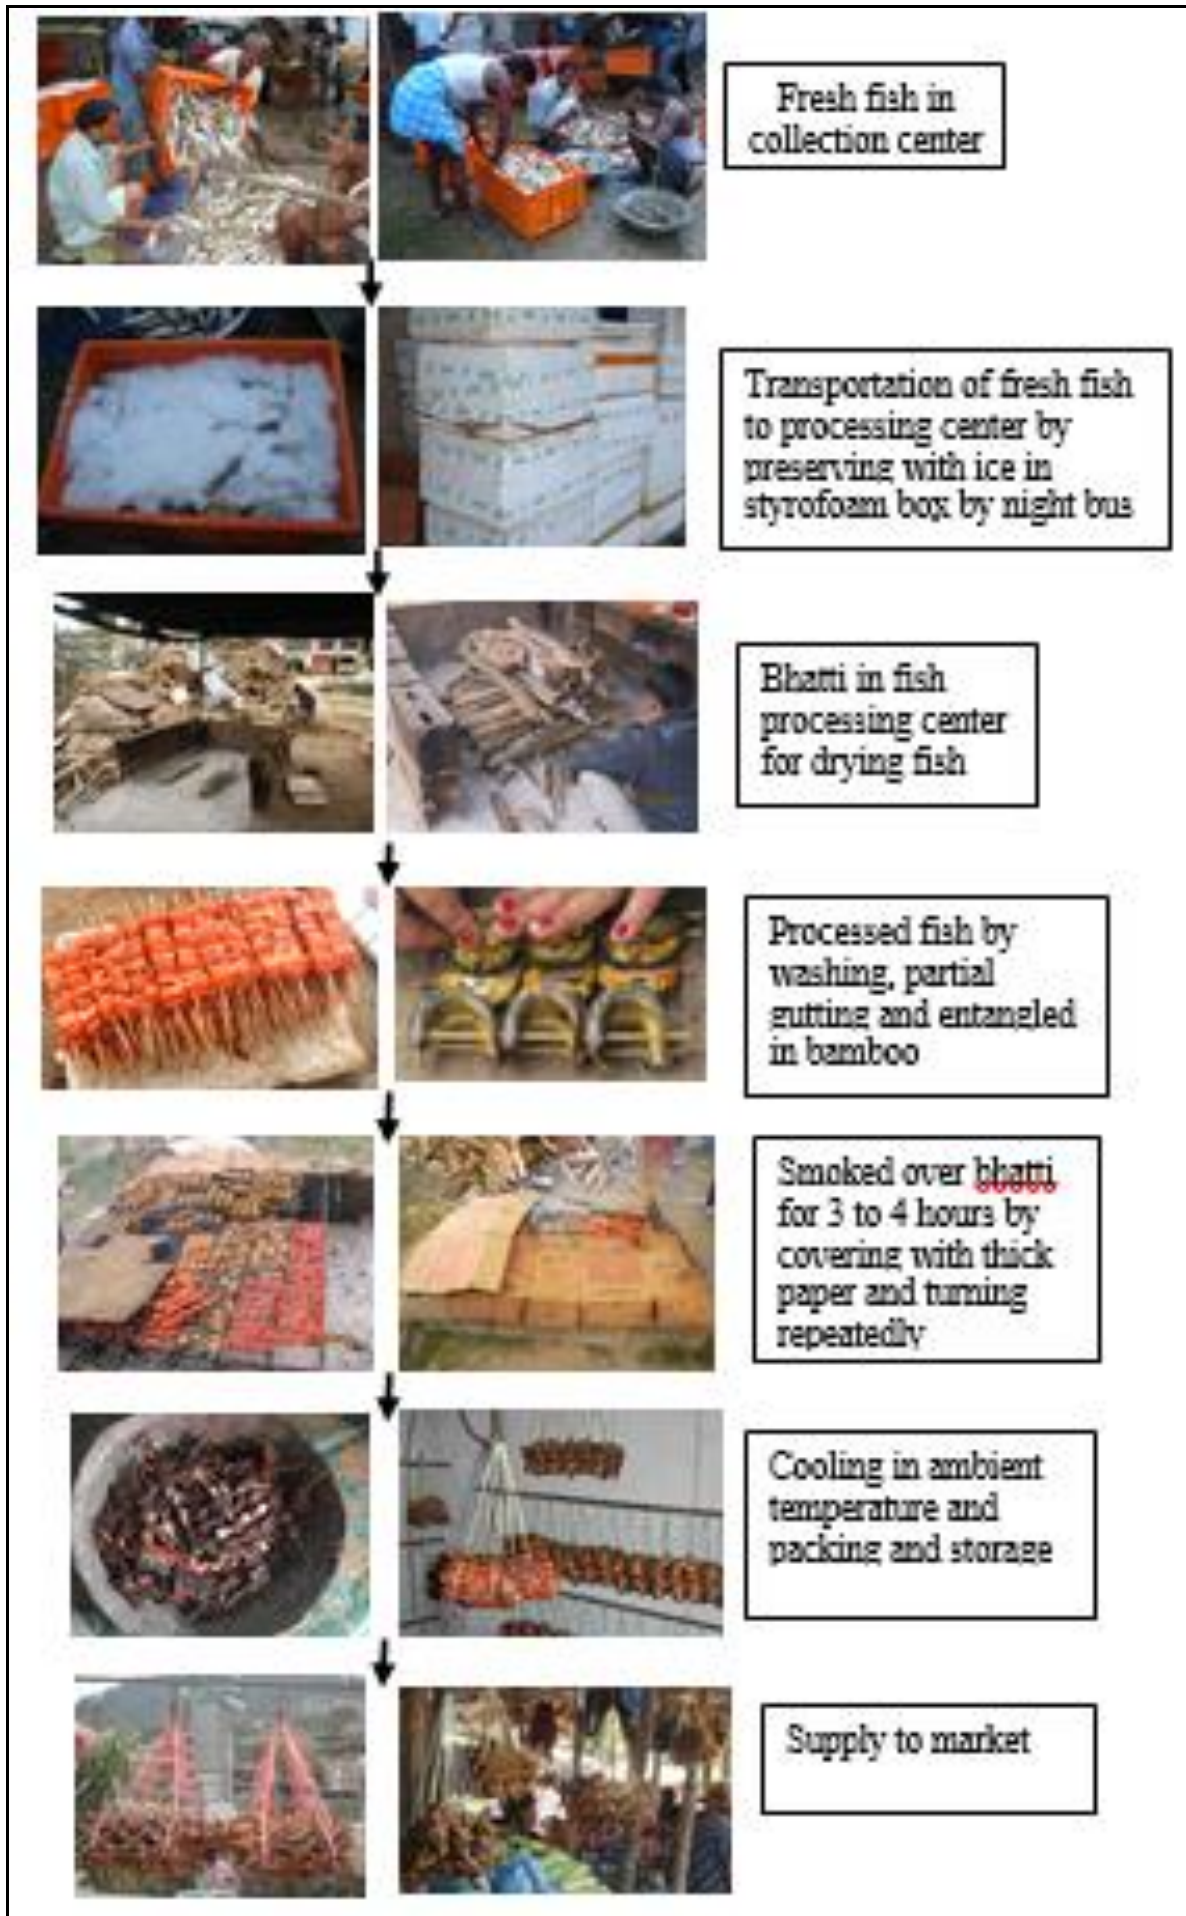 Fresh fish in
collection center
Transportation of fresh fish
to processing center by
preserving with ice in
styrofoam box by night bus
Bhatti in fish
processing center
for drying fish
Processed fish by
washing, partial
gutting and entangled
in bamboo
Smoked over bhatti
for 3 to 4 hours by
covering with thick
paper and turning
repeatedly
Cooling in ambient
temperature and
packing and storage
Supply to market